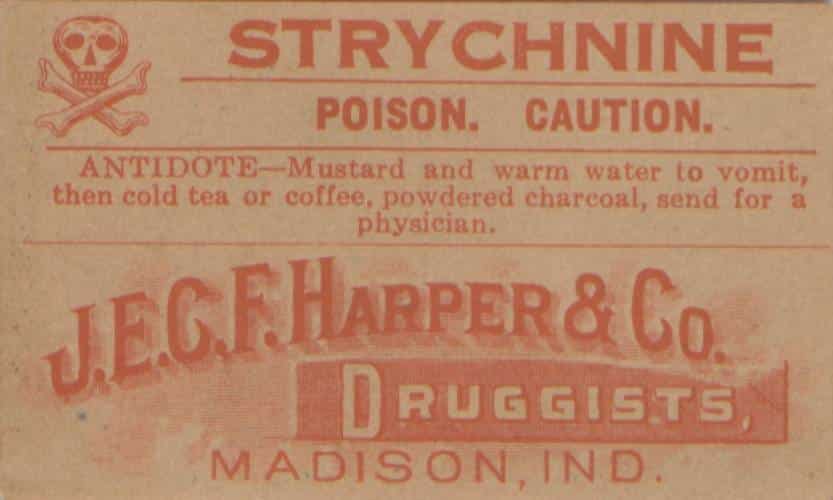 STRYCHNINE
POISON. CAUTION.
ANTIDOTE—Mustard and warm water to vomit,
then cold tea or coffee, powdered charcoal, send for a
physician.
J.E.C.F. HARPER & CO.
DRUGGISTS,
MADISON, IND.